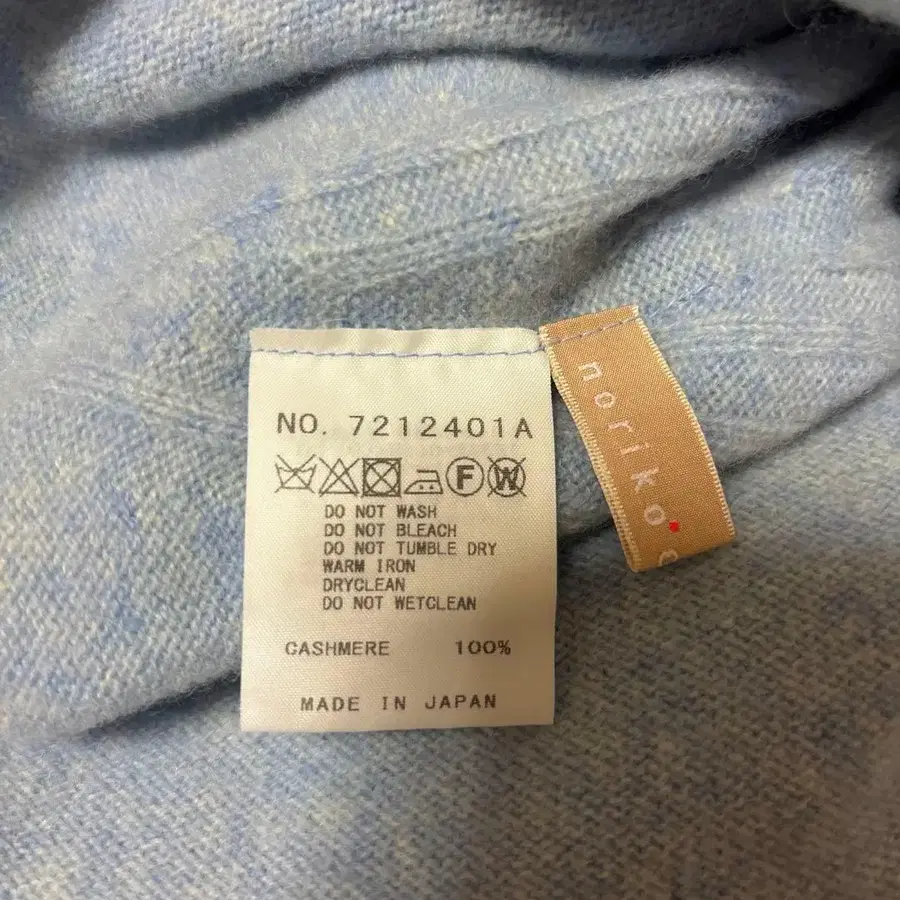 NO. 7212401A
F W
DO NOT WASH
DO NOT BLEACH
DO NOT TUMBLE DRY
WARM IRON
DRYCLEAN
DO NOT WETCLEAN
CASHMERE 100%
MADE IN JAPAN
noriko